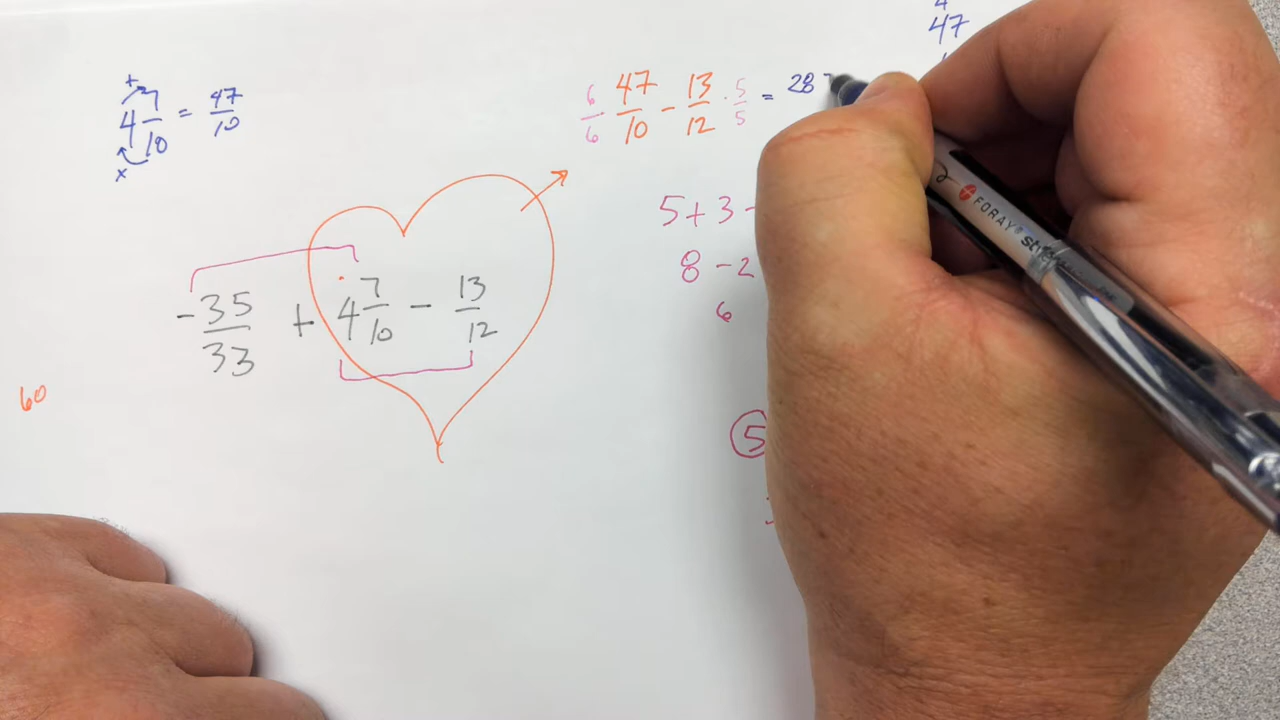 4
47
+
4 7/10 = 47/10
x
6/6 47/10 - 13/12 · 5/5 = 28
5 + 3 -
8 - 2
6
- 35/33 + 4 7/10 - 13/12
60
5
FORAY